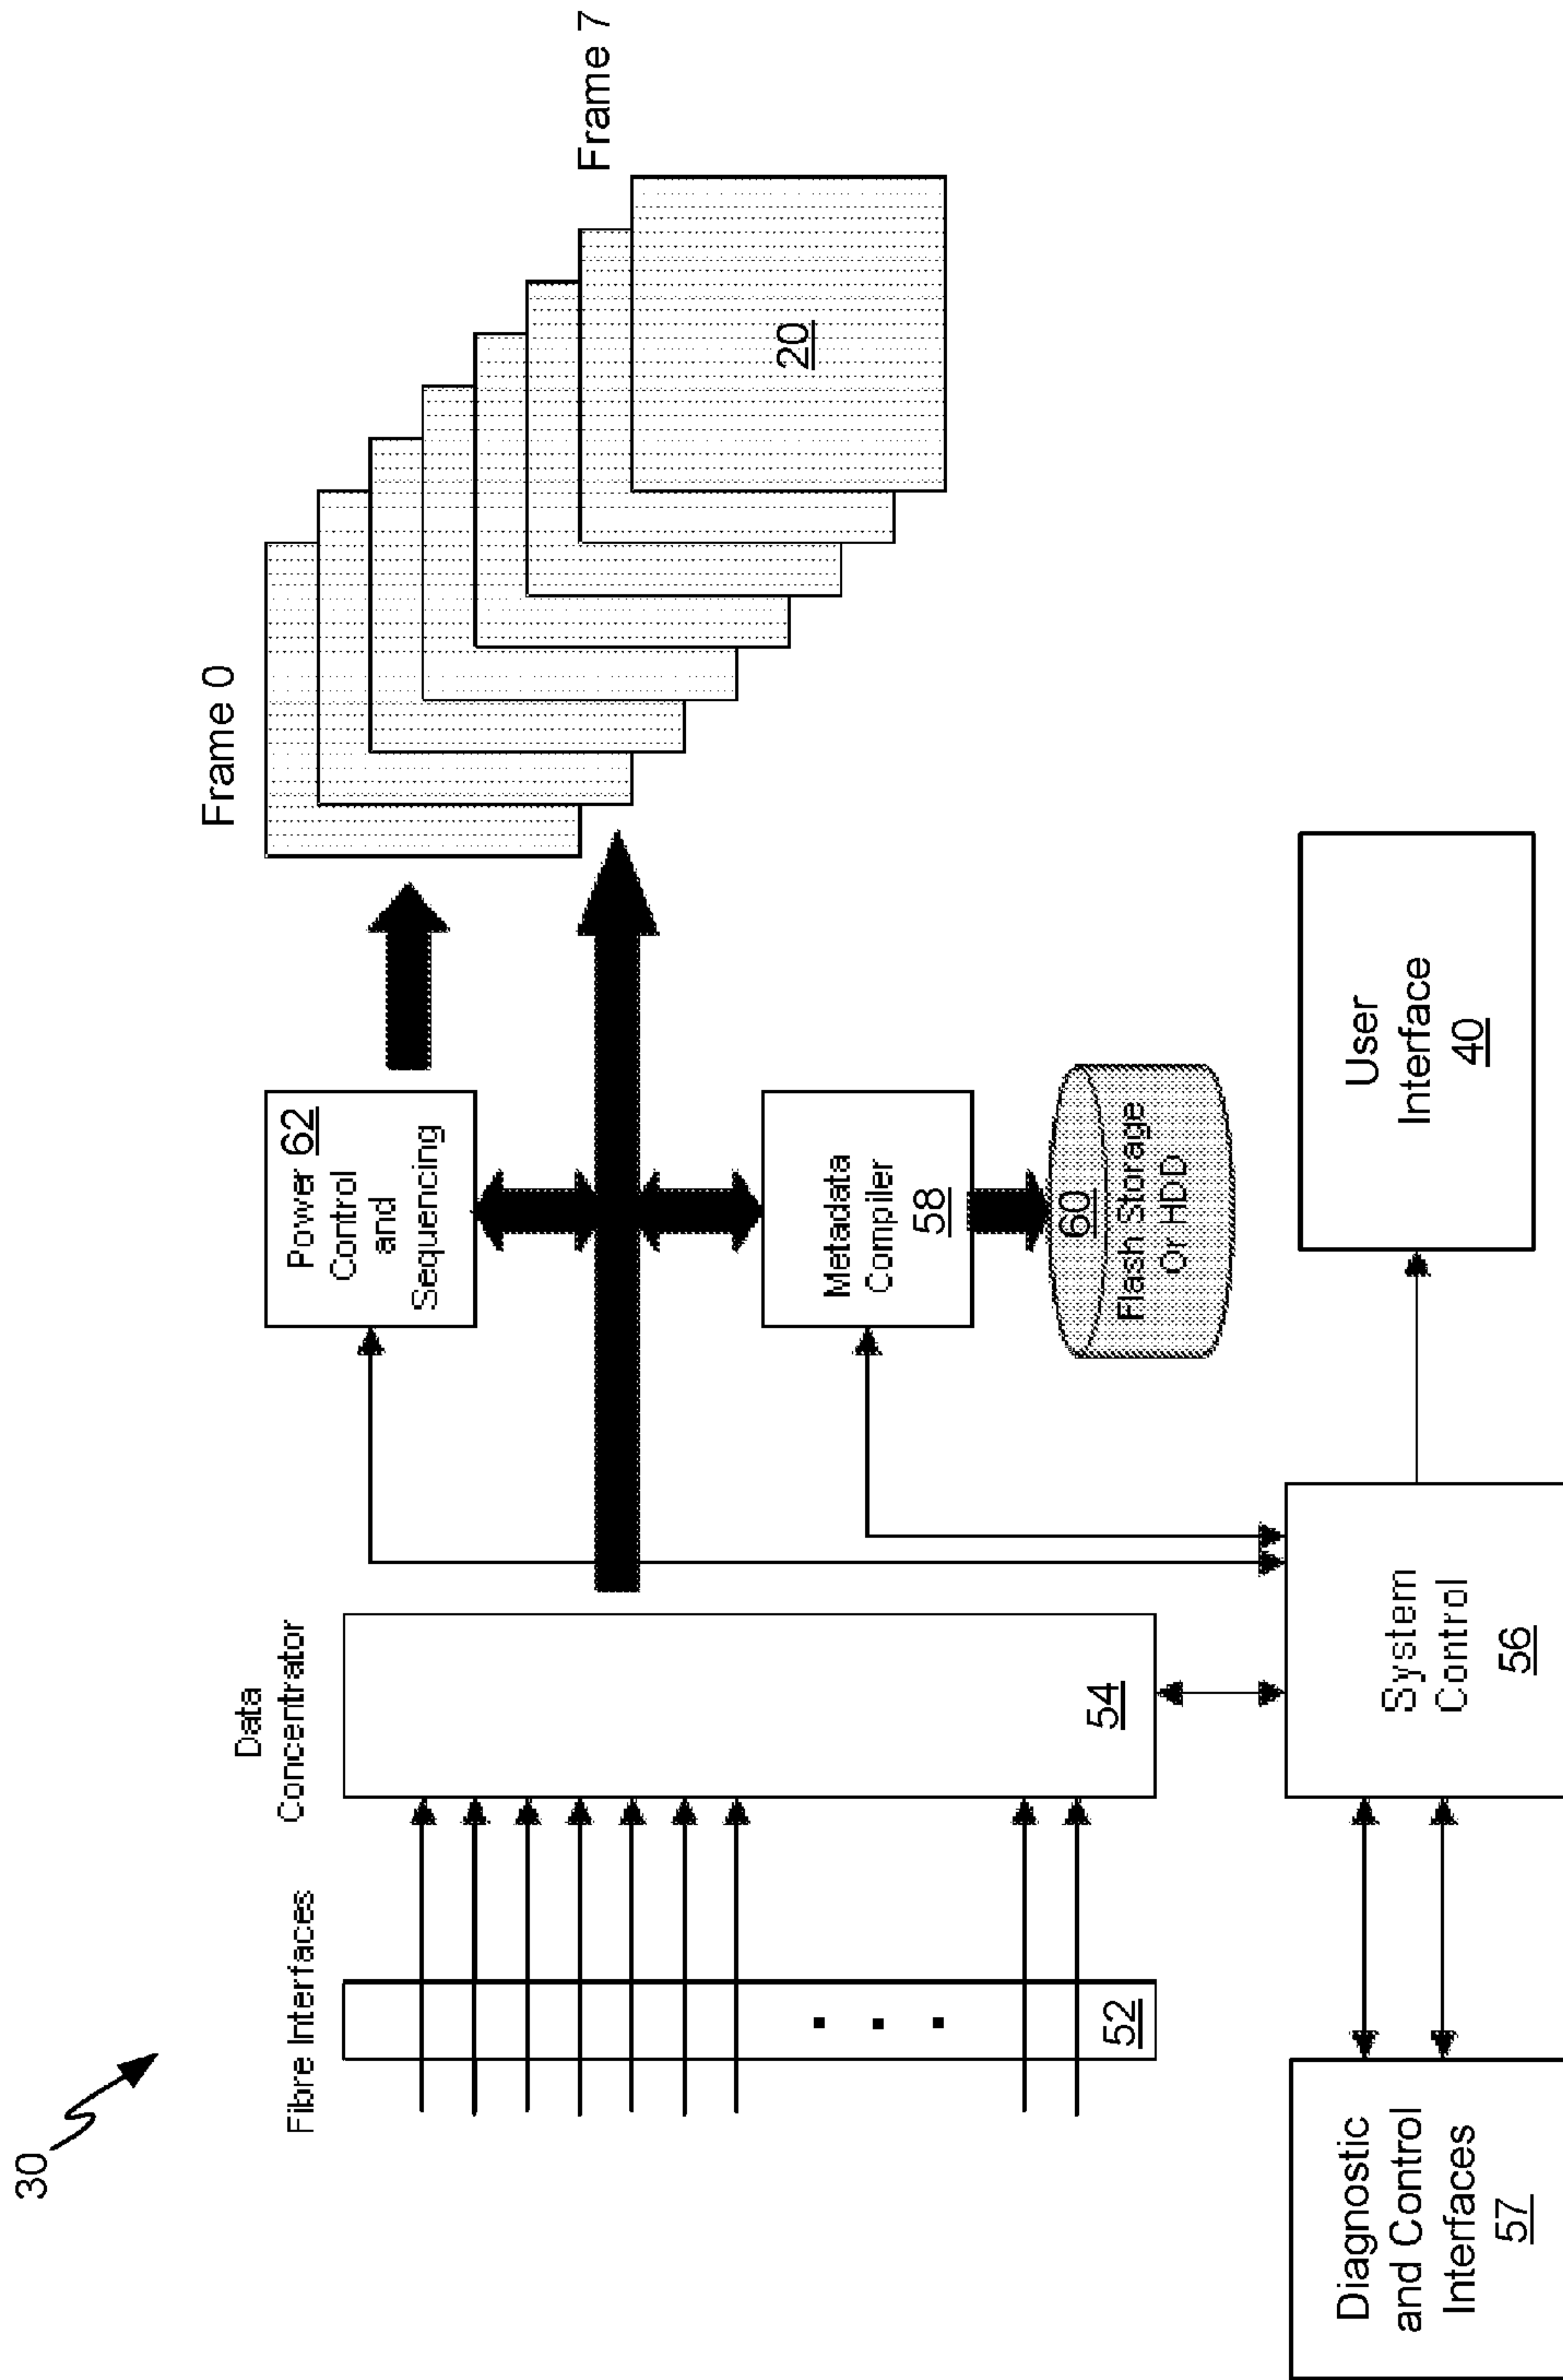 30
Fibre Interfaces
52
Data
Concentrator
54
Power 62
Control
and
Sequencing
Metadata
Compiler
58
60
Flash Storage
Or HDD
Frame 0
Frame 7
20
Diagnostic
and Control
Interfaces
57
System
Control
56
User
Interface
40